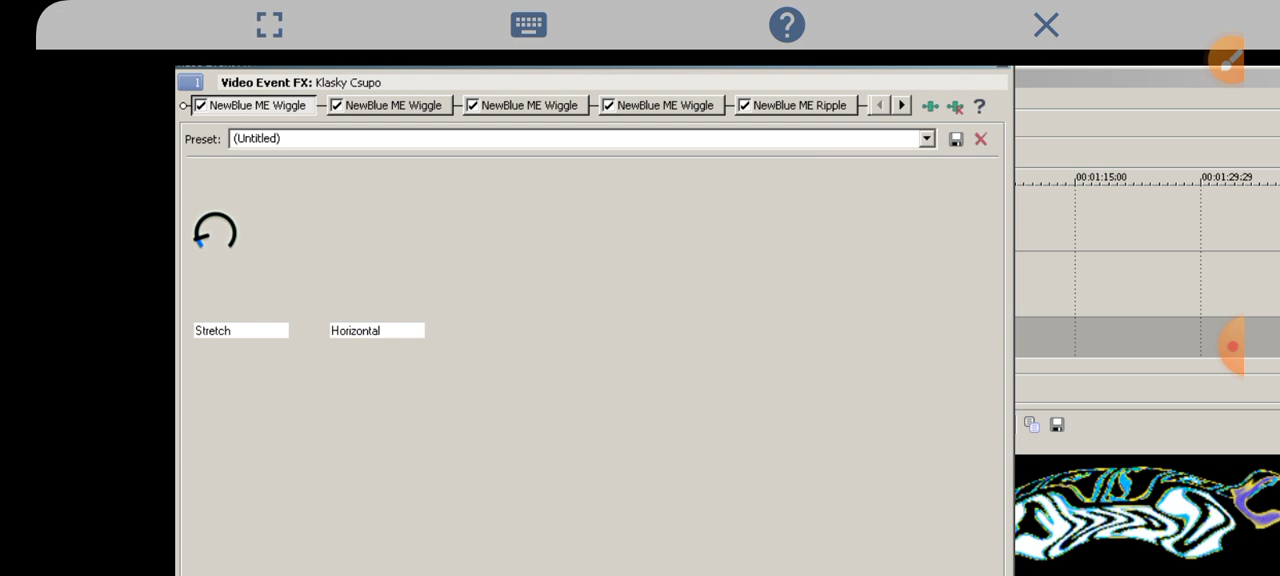 1 Video Event FX: Klasky Csupo
NewBlue ME Wiggle NewBlue ME Wiggle NewBlue ME Wiggle NewBlue ME Wiggle NewBlue ME Ripple ?
Preset: (Untitled)
00:01:15:00 00:01:29:29
Stretch Horizontal